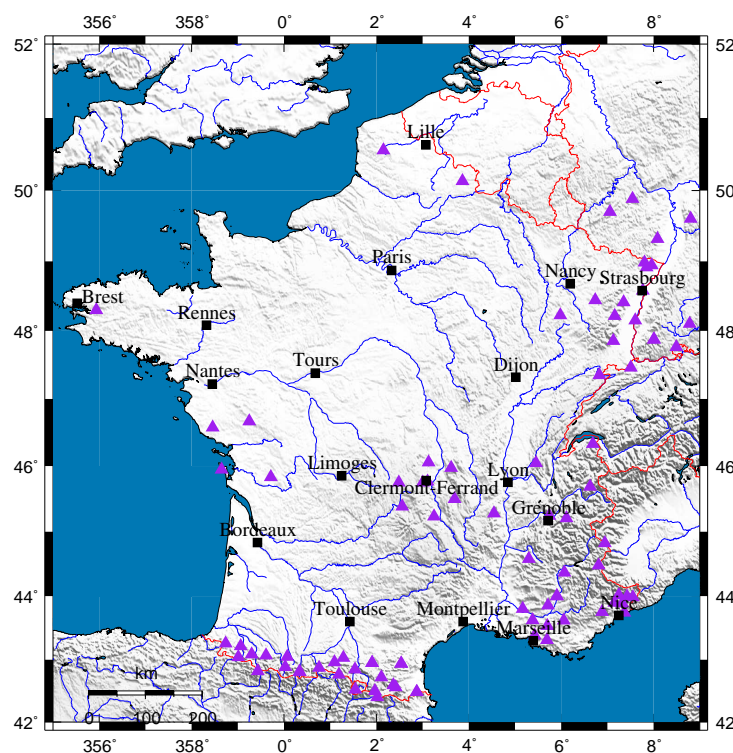 356° 358° 0° 2° 4° 6° 8°
52° 52°
Lille
50° 50°
Paris
Nancy
Strasbourg
Brest
Rennes
48° 48°
Tours
Dijon
Nantes
46° 46°
Limoges
Lyon
Clermont-Ferrand
Grenoble
Bordeaux
44° 44°
Toulouse
Montpellier
Nice
Marseille
km
0 100 200
42° 42°
356° 358° 0° 2° 4° 6° 8°